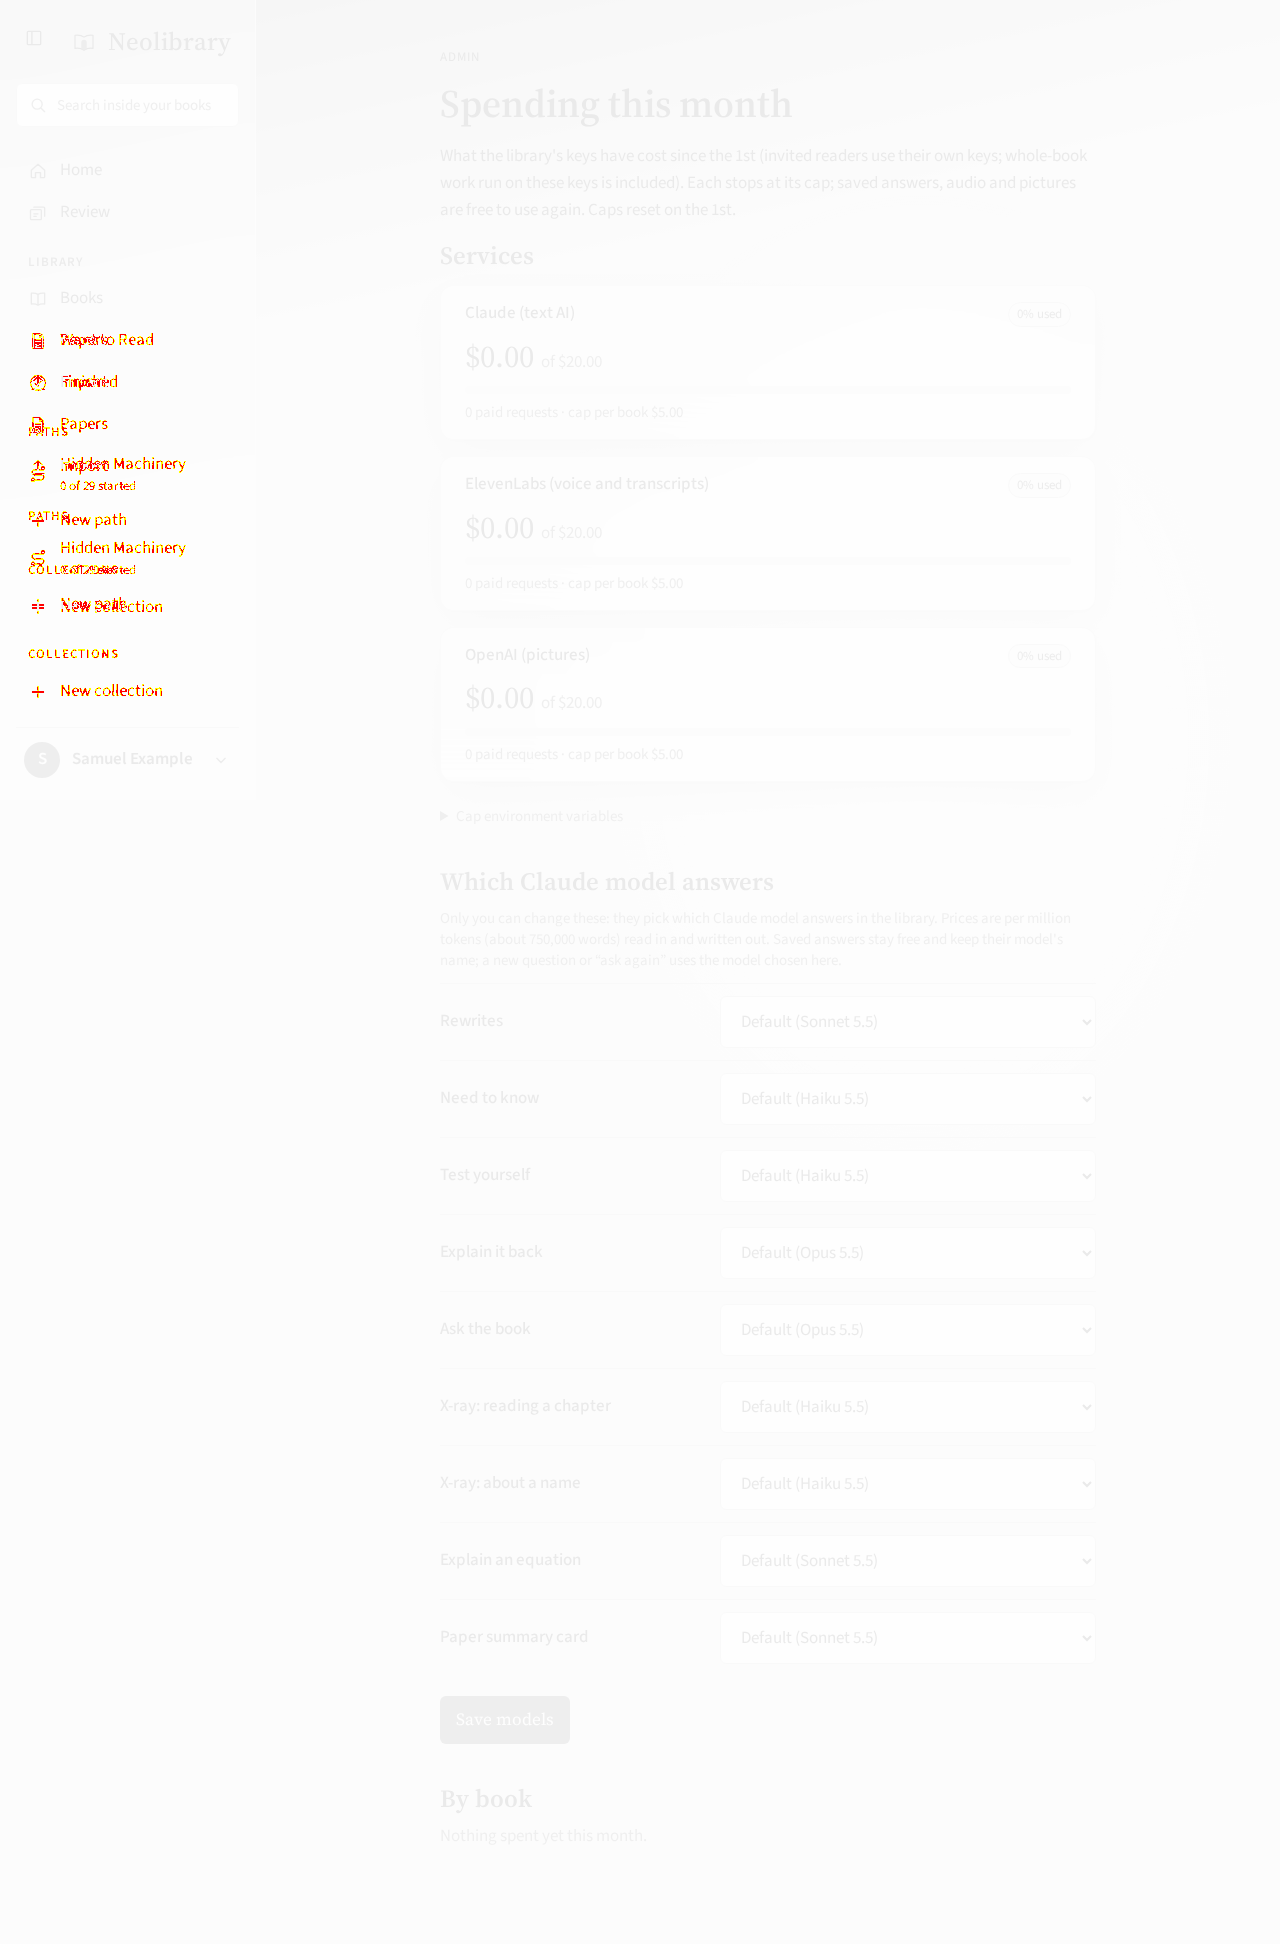 Neolibrary
Search inside your books
Home
Review
LIBRARY
Books
Papers
PATHS
Hidden Machinery
0 of 29 started
New path
PATHS
Hidden Machinery
New path
New collection
COLLECTIONS
New collection
S Samuel Example
ADMIN
Spending this month
What the library's keys have cost since the 1st (invited readers use their own keys; whole-book
work run on these keys is included). Each stops at its cap; saved answers, audio and pictures
are free to use again. Caps reset on the 1st.
Services
Claude (text AI) 0% used
$0.00 of $20.00
0 paid requests · cap per book $5.00
ElevenLabs (voice and transcripts) 0% used
$0.00 of $20.00
0 paid requests · cap per book $5.00
OpenAI (pictures) 0% used
$0.00 of $20.00
0 paid requests · cap per book $5.00
Cap environment variables
Which Claude model answers
Only you can change these: they pick which Claude model answers in the library. Prices are per million
tokens (about 750,000 words) read in and written out. Saved answers stay free and keep their model's
name; a new question or “ask again” uses the model chosen here.
Rewrites Default (Sonnet 5.5)
Need to know Default (Haiku 5.5)
Test yourself Default (Haiku 5.5)
Explain it back Default (Opus 5.5)
Ask the book Default (Opus 5.5)
X-ray: reading a chapter Default (Haiku 5.5)
X-ray: about a name Default (Haiku 5.5)
Explain an equation Default (Sonnet 5.5)
Paper summary card Default (Sonnet 5.5)
Save models
By book
Nothing spent yet this month.